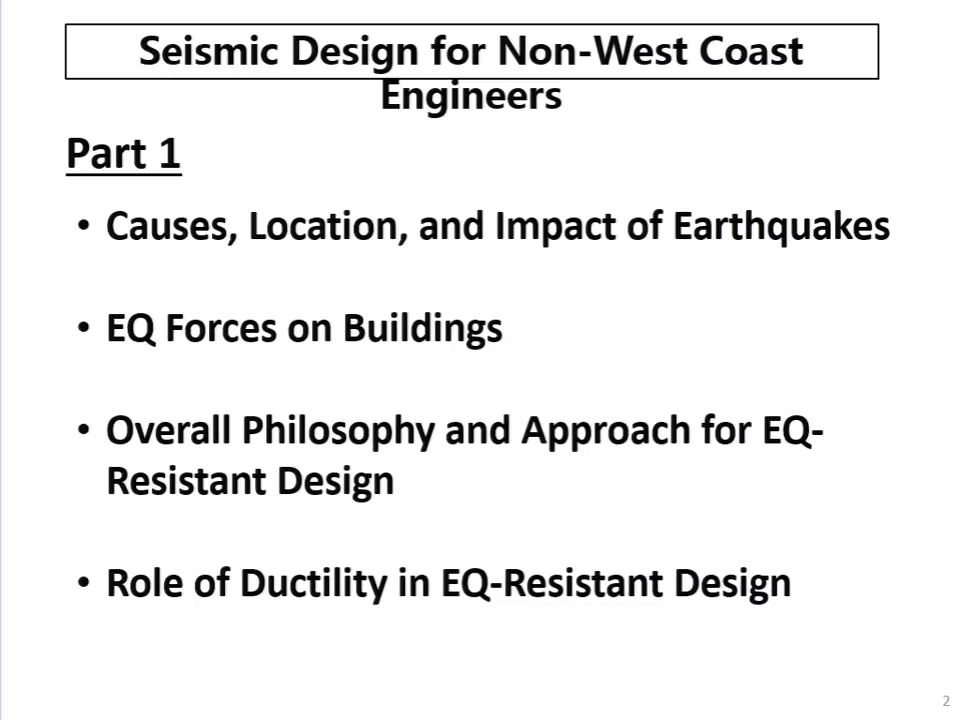 Seismic Design for Non-West Coast
Engineers
Part 1
• Causes, Location, and Impact of Earthquakes
• EQ Forces on Buildings
• Overall Philosophy and Approach for EQ-
Resistant Design
• Role of Ductility in EQ-Resistant Design
2